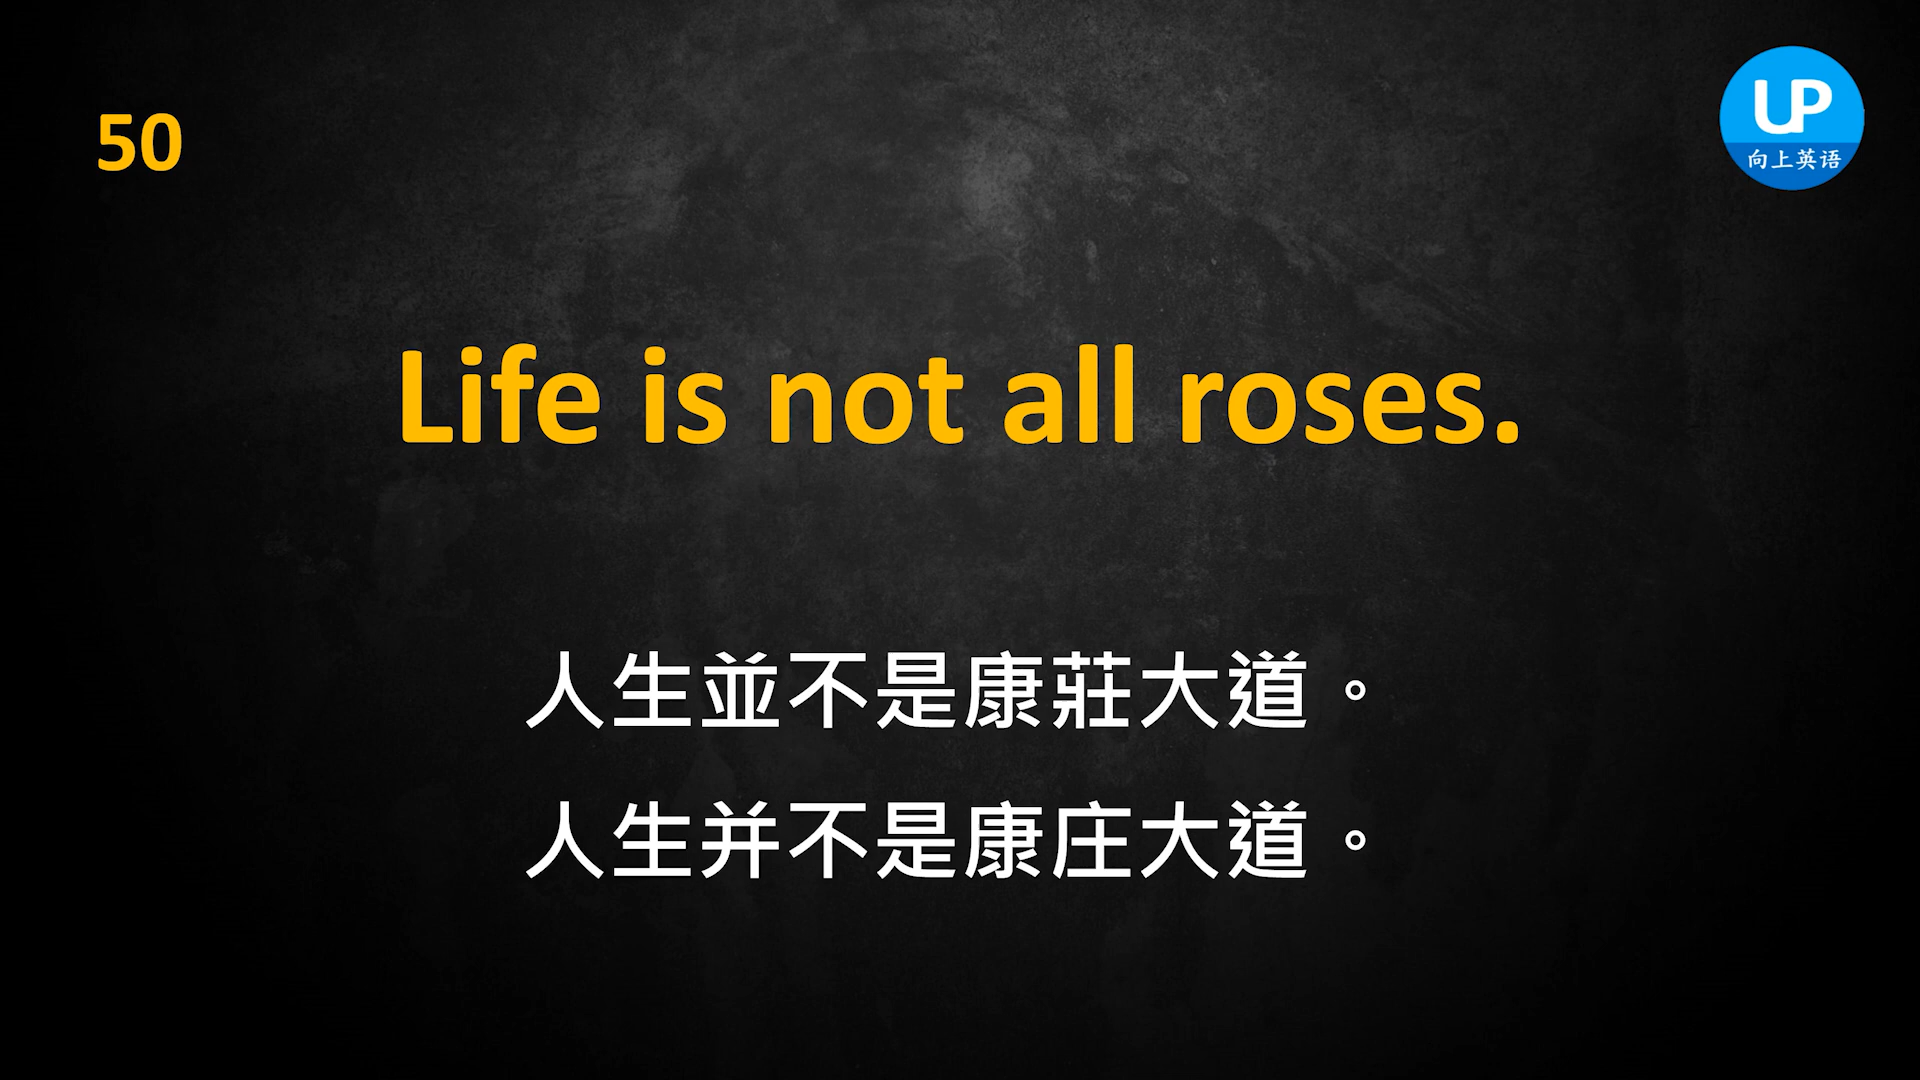 50
UP
向上英语
Life is not all roses.
人生並不是康莊大道。
人生并不是康庄大道。